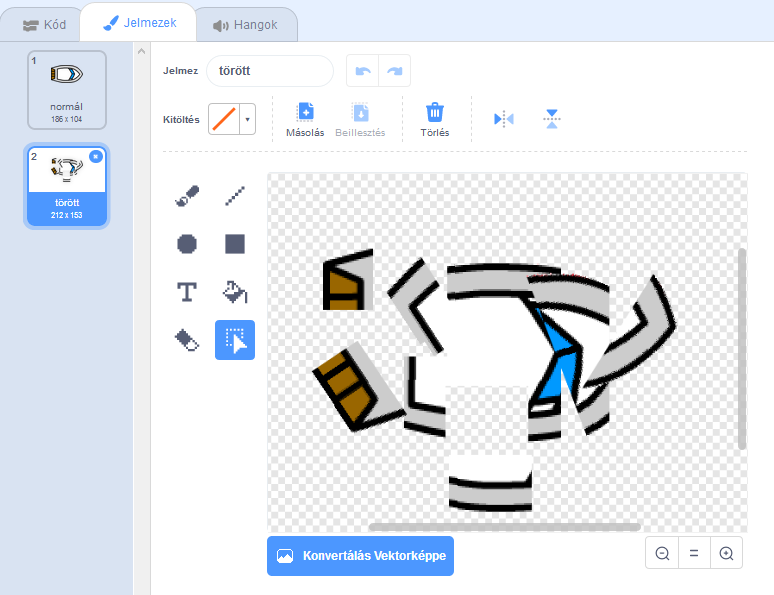 Kód
Jelmezek
Hangok
1
normál
186 x 104
2
törött
212 x 153
Jelmez
törött
Kitöltés
Másolás
Beillesztés
Törlés
T
Konvertálás Vektorképpe